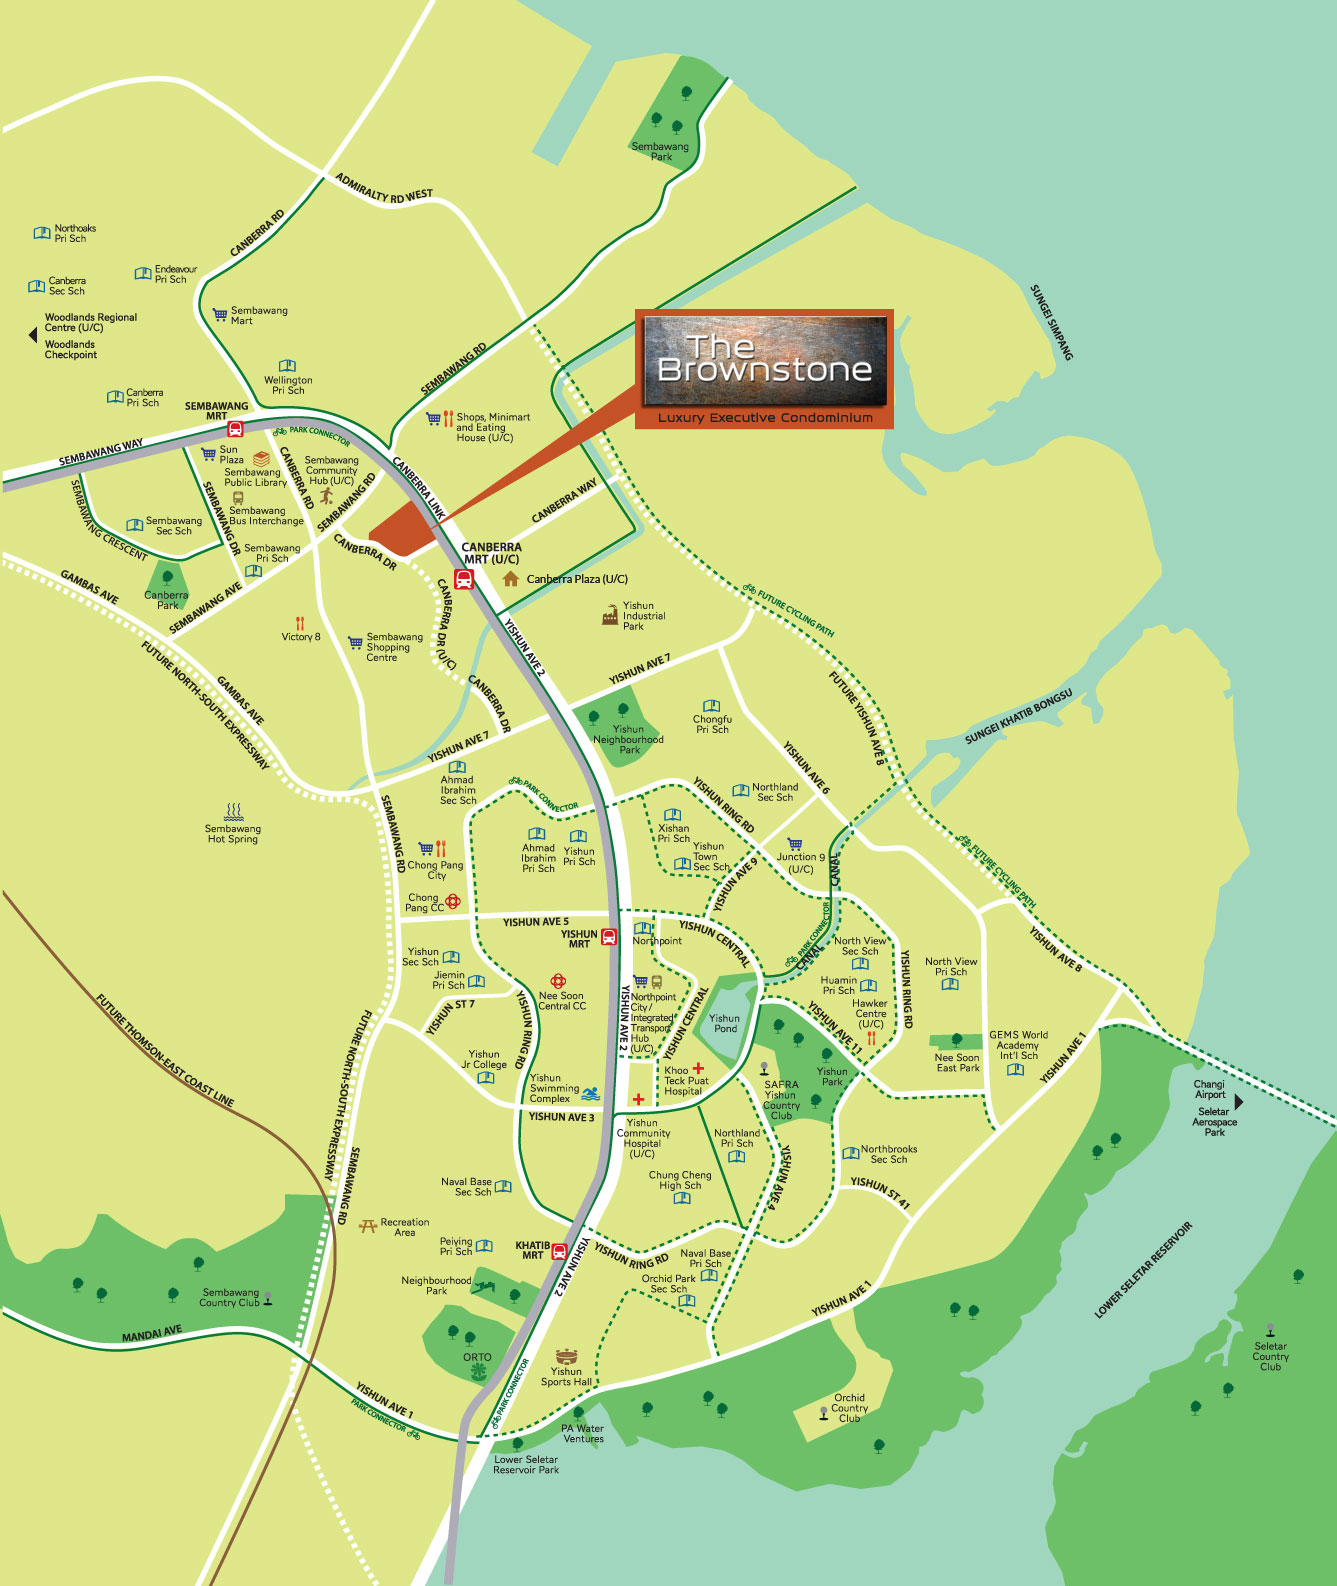 Sembawang
Park
ADMIRALTY RD WEST
CANBERRA RD
Northoaks
Pri Sch
Endeavour
Pri Sch
Canberra
Sec Sch
Woodlands Regional
Centre (U/C)
Woodlands
Checkpoint
Sembawang
Mart
SUNGEI SIMPANG
The
Brownstone
Luxury Executive Condominium
Wellington
Pri Sch
SEMBAWANG RD
Canberra
Pri Sch
SEMBAWANG
MRT
PARK CONNECTOR
Shops, Minimart
and Eating
House (U/C)
SEMBAWANG WAY
Sun
Plaza
Sembawang
Public Library
CANBERRA RD
Sembawang
Community
Hub (U/C)
CANBERRA LINK
SEMBAWANG RD
CANBERRA WAY
SEMBAWANG CRESCENT
SEMBAWANG DR
Sembawang
Bus Interchange
Sembawang
Sec Sch
Sembawang
Pri Sch
CANBERRA DR
CANBERRA
MRT (U/C)
Canberra Plaza (U/C)
GAMBAS AVE
Canberra
Park
SEMBAWANG AVE
CANBERRA DR (U/C)
Yishun
Industrial
Park
FUTURE CYCLING PATH
Victory 8
Sembawang
Shopping
Centre
YISHUN AVE 2
YISHUN AVE 7
FUTURE NORTH-SOUTH EXPRESSWAY
GAMBAS AVE
CANBERRA DR
FUTURE YISHUN AVE 8
SUNGEI KHATIB BONGSU
Chongfu
Pri Sch
Yishun
Neighbourhood
Park
YISHUN AVE 7
YISHUN AVE 6
Ahmad
Ibrahim
Sec Sch
PARK CONNECTOR
YISHUN RING RD
Northland
Sec Sch
Sembawang
Hot Spring
SEMBAWANG RD
Xishan
Pri Sch
Ahmad
Ibrahim
Pri Sch
Yishun
Pri Sch
Yishun
Town
Sec Sch
Junction 9
(U/C)
CANAL
FUTURE CYCLING PATH
Chong Pang
City
YISHUN AVE 9
Chong
Pang CC
YISHUN AVE 5
YISHUN
MRT
Northpoint
YISHUN CENTRAL
PARK CONNECTOR
CANAL
YISHUN AVE 8
Yishun
Sec Sch
Jiemin
Pri Sch
North View
Sec Sch
Huamin
Pri Sch
Hawker
Centre
(U/C)
YISHUN RING RD
North View
Pri Sch
Nee Soon
Central CC
Northpoint
City/
Integrated
Transport
Hub
(U/C)
YISHUN AVE 2
YISHUN CENTRAL
Yishun
Pond
YISHUN AVE 11
YISHUN ST 7
YISHUN RING RD
FUTURE THOMSON-EAST COAST LINE
FUTURE NORTH-SOUTH EXPRESSWAY
Yishun
Jr College
Yishun
Swimming
Complex
Khoo
Teck Puat
Hospital
SAFRA
Yishun
Country
Club
Yishun
Park
Nee Soon
East Park
GEMS World
Academy
Int'l Sch
YISHUN AVE 1
Changi
Airport
Seletar
Aerospace
Park
YISHUN AVE 3
Yishun
Community
Hospital
(U/C)
Northland
Pri Sch
Northbrooks
Sec Sch
SEMBAWANG RD
Naval Base
Sec Sch
Chung Cheng
High Sch
YISHUN AVE 4
YISHUN ST 41
Recreation
Area
Peiying
Pri Sch
KHATIB
MRT
YISHUN AVE 2
YISHUN RING RD
Naval Base
Pri Sch
Orchid Park
Sec Sch
LOWER SELETAR RESERVOIR
Neighbourhood
Park
YISHUN AVE 1
Sembawang
Country Club
MANDAI AVE
ORTO
Yishun
Sports Hall
PARK CONNECTOR
Seletar
Country
Club
YISHUN AVE 1
PARK CONNECTOR
Orchid
Country
Club
PA Water
Ventures
Lower Seletar
Reservoir Park